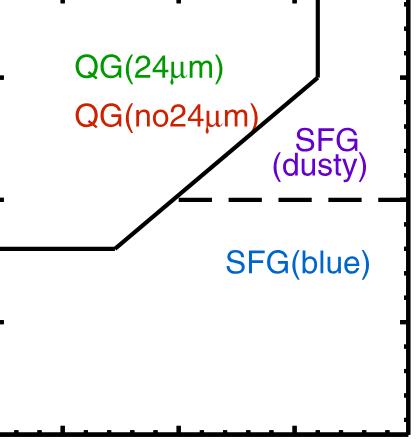 QG(24μm)
QG(no24μm)
SFG
(dusty)
SFG(blue)